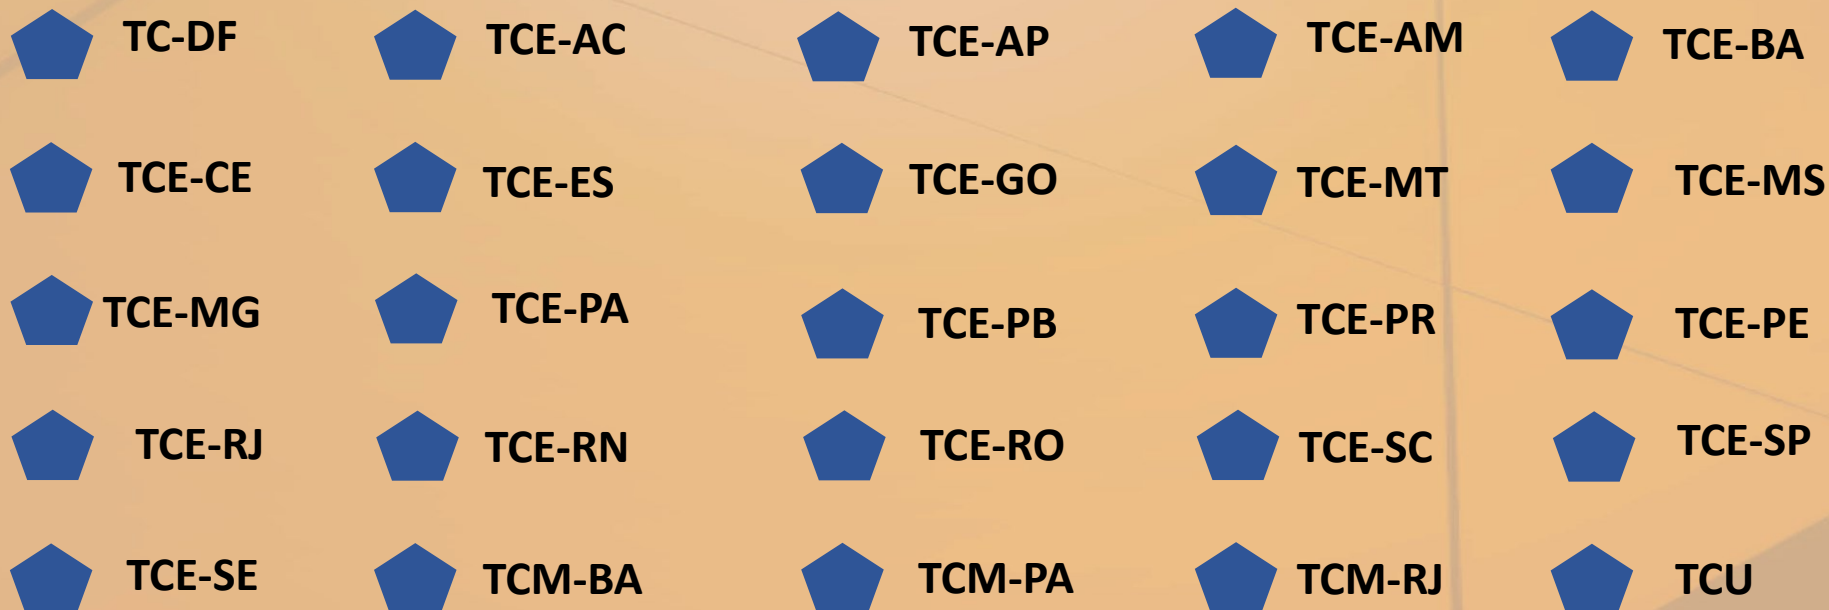 TC-DF TCE-AC TCE-AP TCE-AM TCE-BA
TCE-CE TCE-ES TCE-GO TCE-MT TCE-MS
TCE-MG TCE-PA TCE-PB TCE-PR TCE-PE
TCE-RJ TCE-RN TCE-RO TCE-SC TCE-SP
TCE-SE TCM-BA TCM-PA TCM-RJ TCU